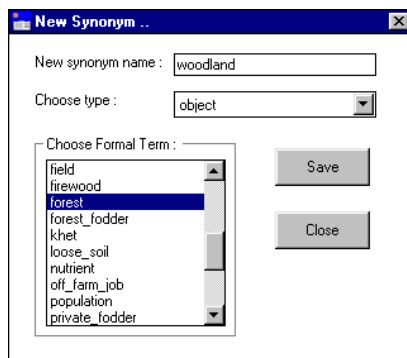 New Synonym ..
New synonym name : woodland
Choose type : object
Choose Formal Term :
field
firewood
forest
forest_fodder
khet
loose_soil
nutrient
off_farm_job
population
private_fodder
Save
Close